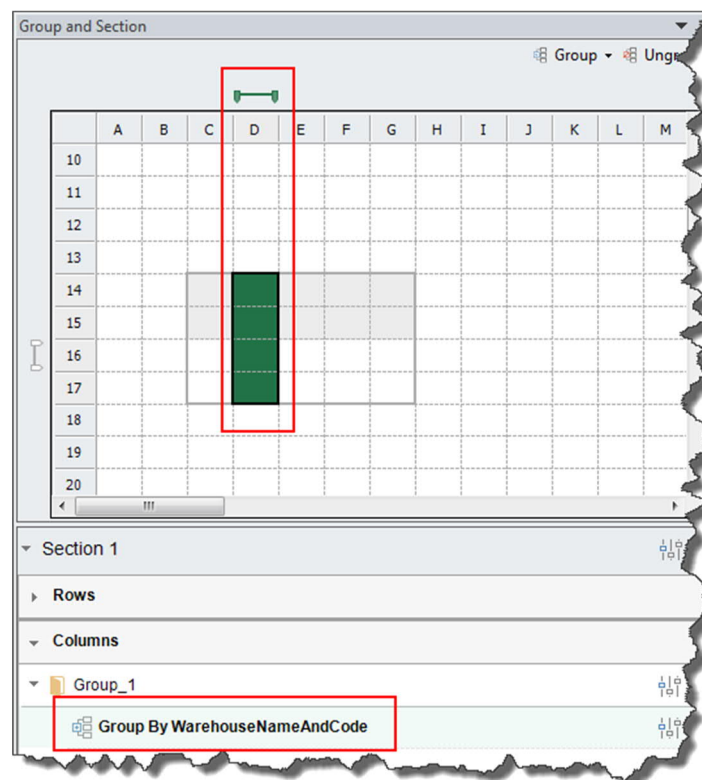 Group and Section
Group
A B C D E F G H I J K L M
10
11
12
13
14
15
16
17
18
19
20
Section 1
Rows
Columns
Group_1
Group By WarehouseNameAndCode